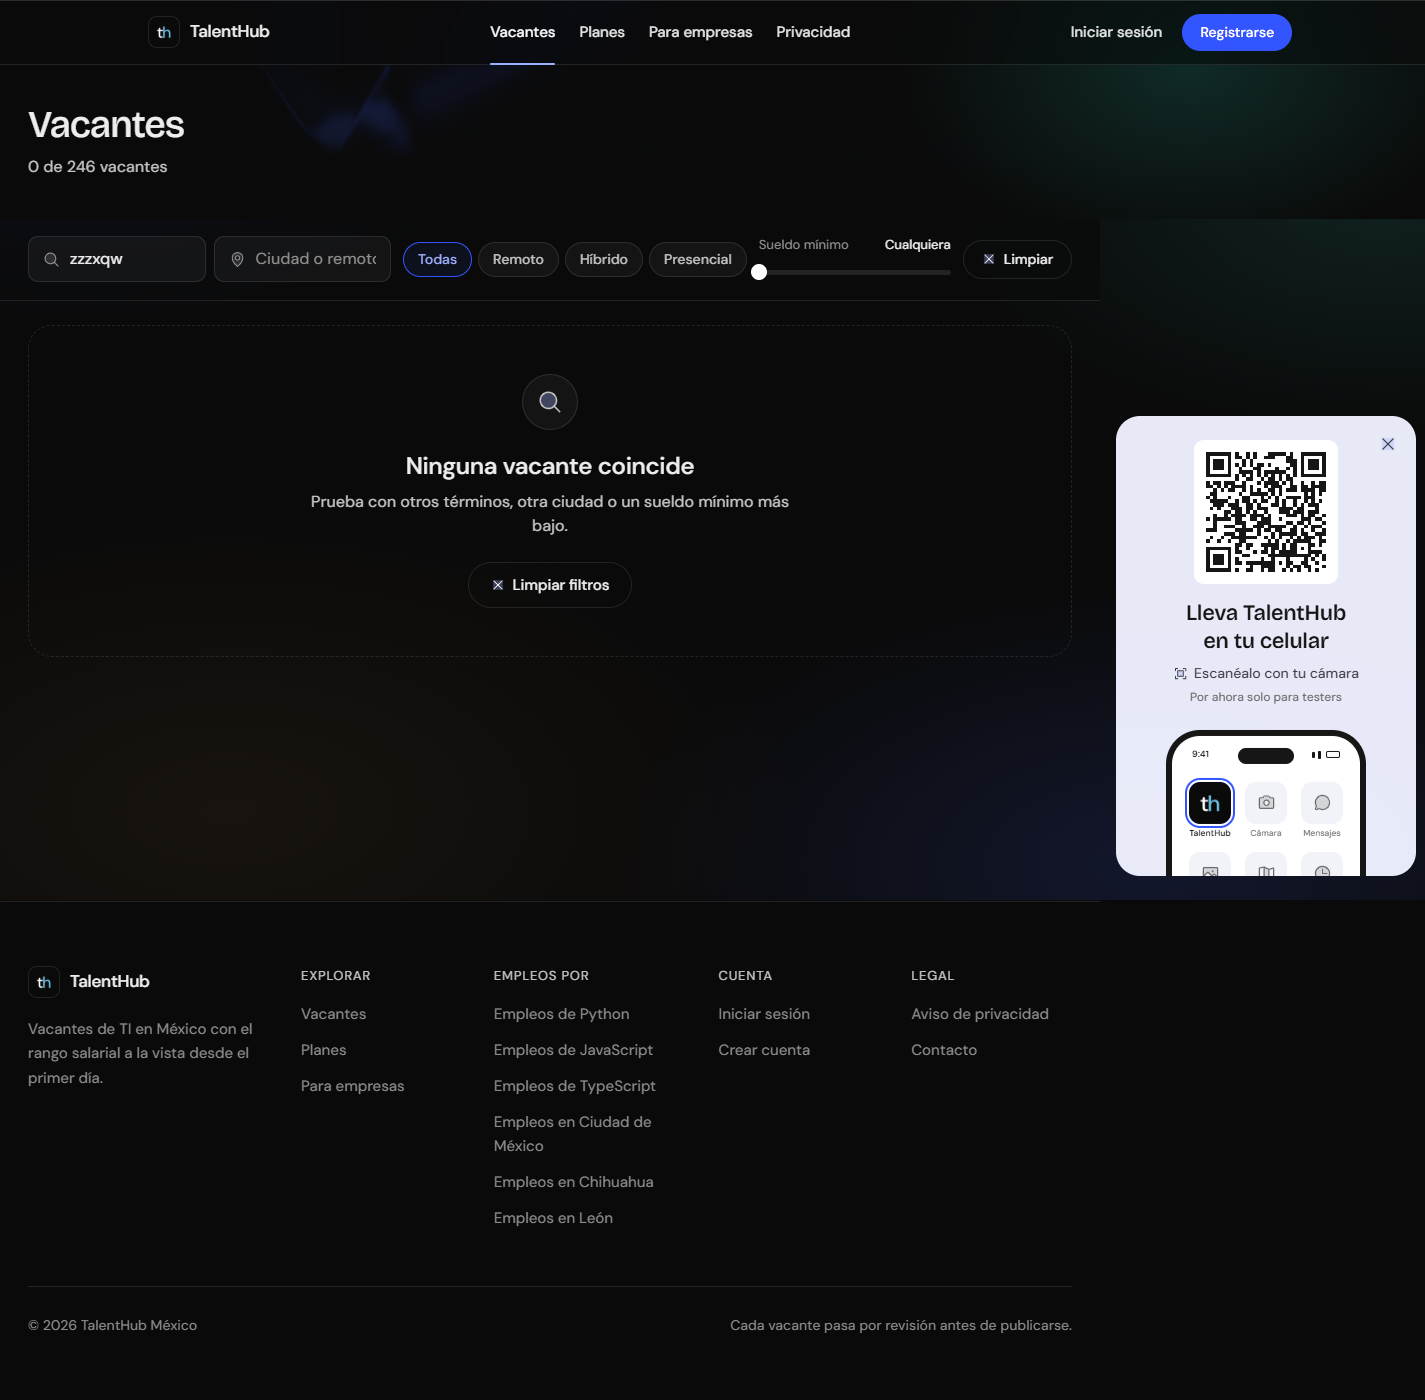 th TalentHub
Vacantes Planes Para empresas Privacidad
Iniciar sesión Registrarse
Vacantes
0 de 246 vacantes
zzzxqw
Ciudad o remoto
Todas Remoto Híbrido Presencial
Sueldo mínimo Cualquiera
Limpiar
Ninguna vacante coincide
Prueba con otros términos, otra ciudad o un sueldo mínimo más
bajo.
Limpiar filtros
Lleva TalentHub
en tu celular
Escanéalo con tu cámara
Por ahora solo para testers
9:41
th
TalentHub Cámara Mensajes
th TalentHub
Vacantes de TI en México con el
rango salarial a la vista desde el
primer día.
EXPLORAR
Vacantes
Planes
Para empresas
EMPLEOS POR
Empleos de Python
Empleos de JavaScript
Empleos de TypeScript
Empleos en Ciudad de
México
Empleos en Chihuahua
Empleos en León
CUENTA
Iniciar sesión
Crear cuenta
LEGAL
Aviso de privacidad
Contacto
© 2026 TalentHub México
Cada vacante pasa por revisión antes de publicarse.